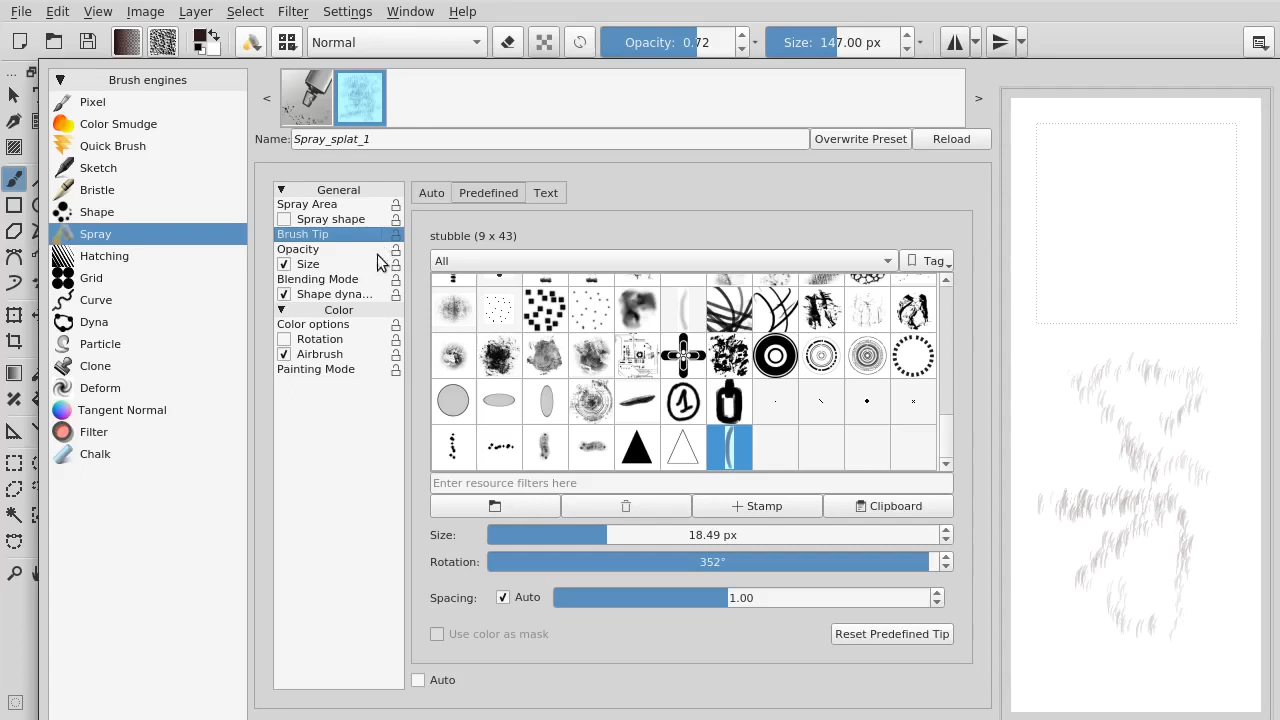 File Edit View Image Layer Select Filter Settings Window Help
Normal Opacity: 0.72 Size: 147.00 px
Brush engines
Pixel
Color Smudge
Quick Brush
Sketch
Bristle
Shape
Spray
Hatching
Grid
Curve
Dyna
Particle
Clone
Deform
Tangent Normal
Filter
Chalk
< >
Name: Spray_splat_1 Overwrite Preset Reload
General
Spray Area
Spray shape
Brush Tip
Opacity
Size
Blending Mode
Shape dyna...
Color
Color options
Rotation
Airbrush
Painting Mode
Auto Predefined Text
stubble (9 x 43)
All Tag
1
Enter resource filters here
Stamp Clipboard
Size: 18.49 px
Rotation: 352°
Spacing: Auto 1.00
Use color as mask Reset Predefined Tip
Auto